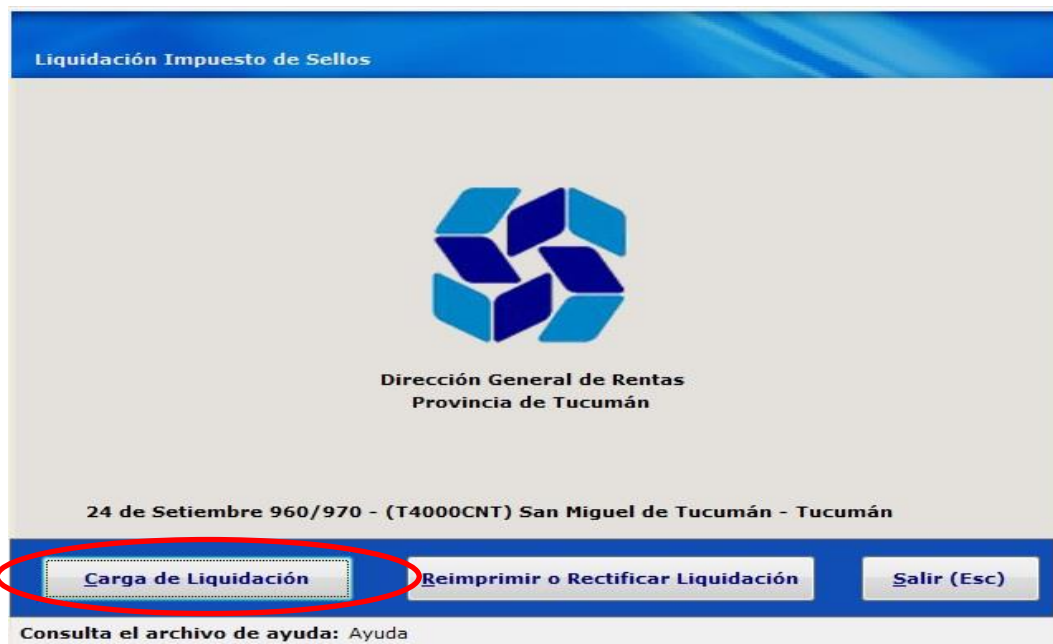 Liquidación Impuesto de Sellos
Dirección General de Rentas
Provincia de Tucumán
24 de Setiembre 960/970 - (T4000CNT) San Miguel de Tucumán - Tucumán
Carga de Liquidación
Reimprimir o Rectificar Liquidación
Salir (Esc)
Consulta el archivo de ayuda: Ayuda